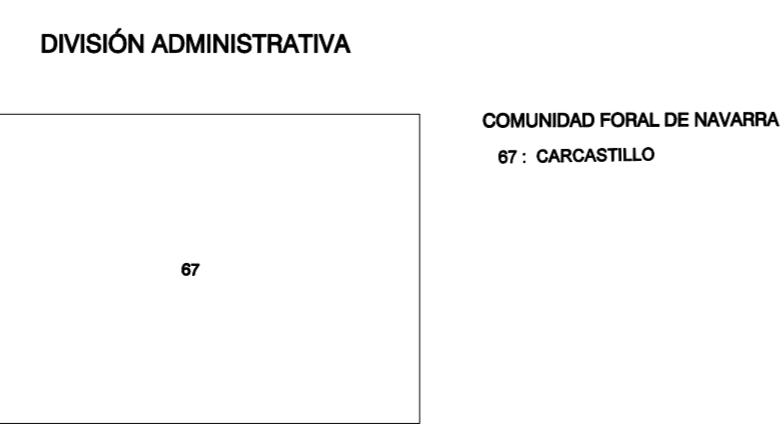 DIVISIÓN ADMINISTRATIVA
COMUNIDAD FORAL DE NAVARRA
67 : CARCASTILLO
67